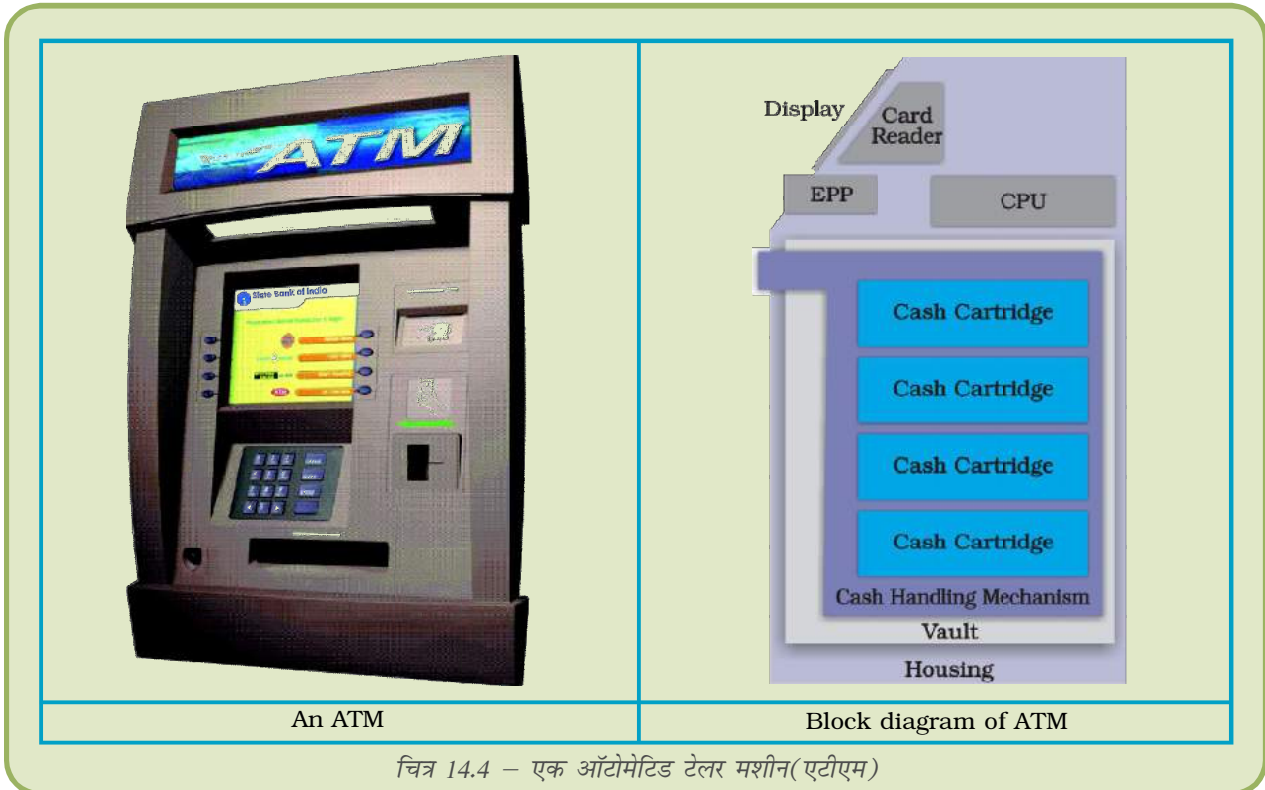 ATM
State Bank of India
ATM
Display
Card
Reader
EPP
CPU
Cash Cartridge
Cash Cartridge
Cash Cartridge
Cash Cartridge
Cash Handling Mechanism
Vault
Housing
An ATM
Block diagram of ATM
चित्र 14.4 – एक ऑटोमेटिड टेलर मशीन(एटीएम)